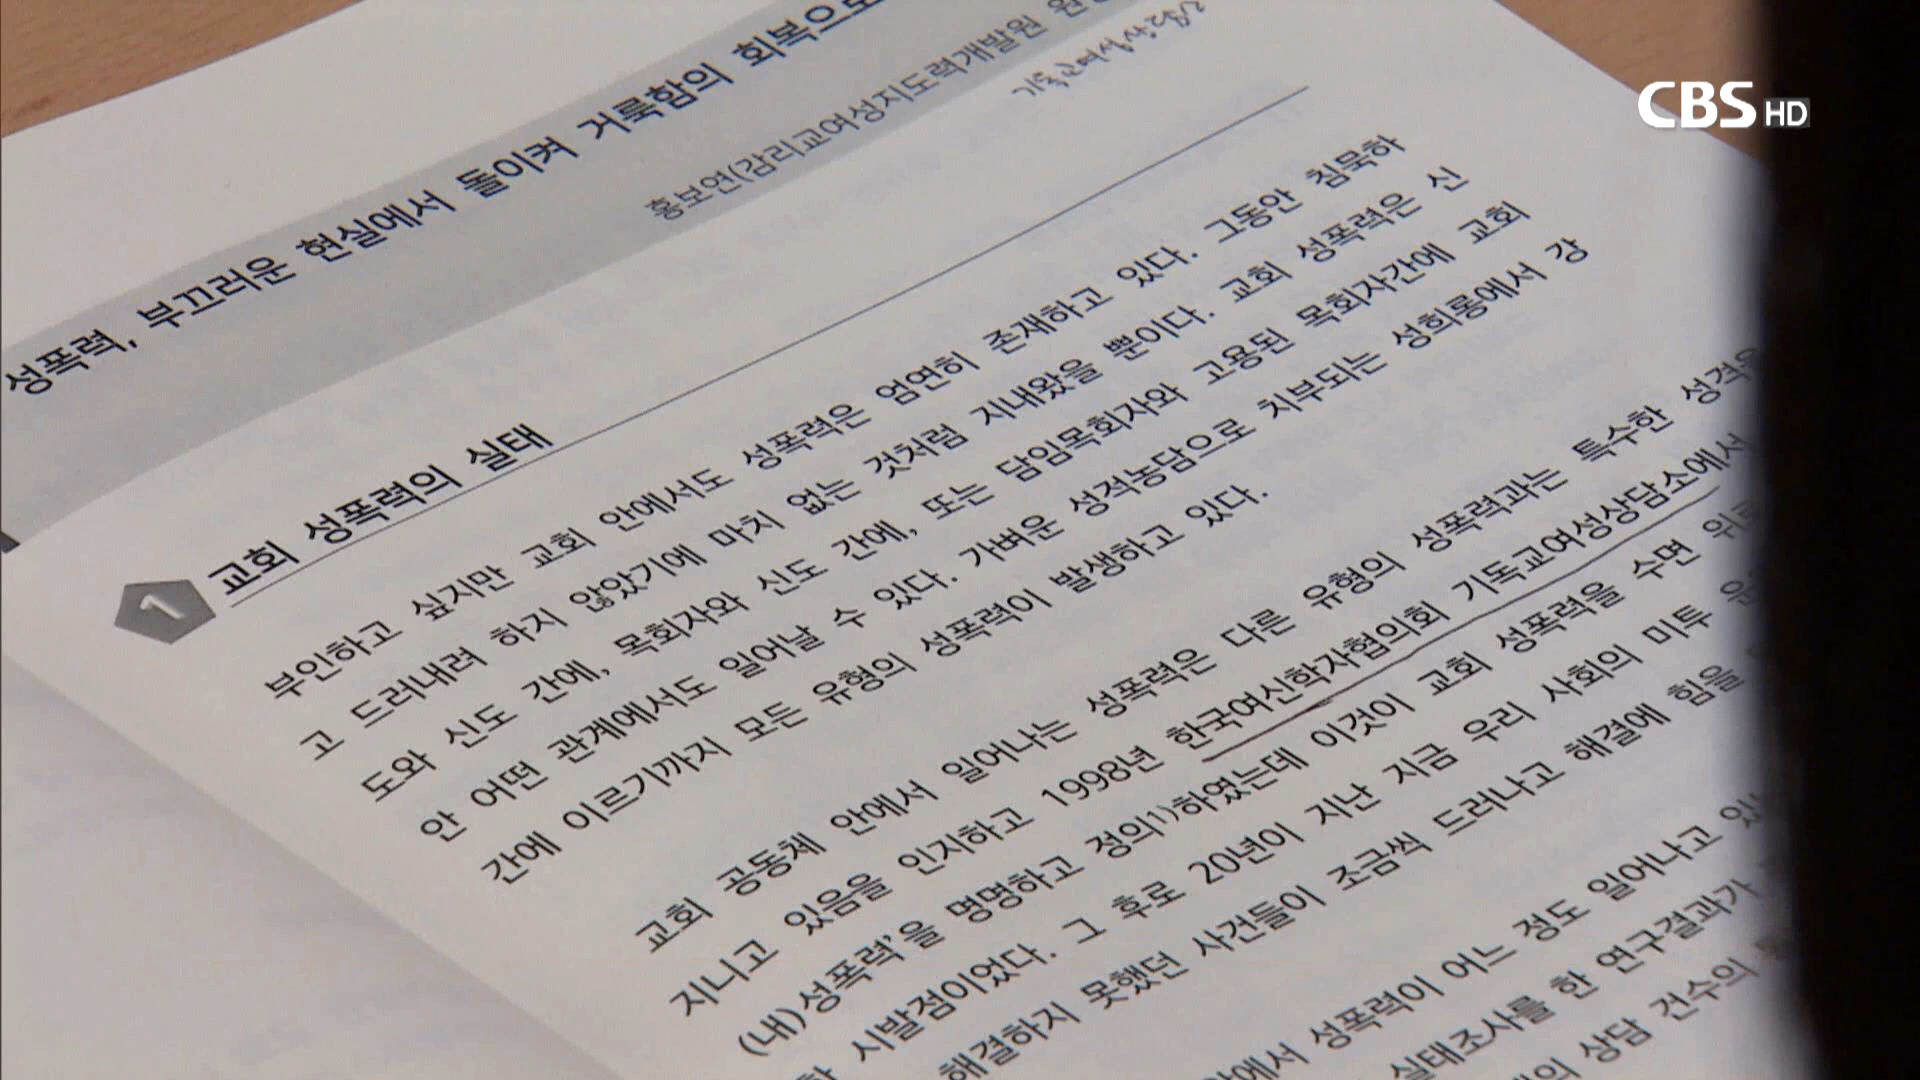 CBS HD
성폭력, 부끄러운 현실에서 돌이켜 거룩함의 회복으로
홍보연(감리교여성지도력개발원
기독교여성상담소
1 교회 성폭력의 실태
부인하고 싶지만 교회 안에서도 성폭력은 엄연히 존재하고 있다. 그동안 침묵하
고 드러내려 하지 않았기에 마치 없는 것처럼 지내왔을 뿐이다. 교회 성폭력은 신
도와 신도 간에, 목회자와 신도 간에, 또는 담임목회자와 고용된 목회자간에 교회
안 어떤 관계에서도 일어날 수 있다. 가벼운 성적농담으로 치부되는 성희롱에서 강
간에 이르기까지 모든 유형의 성폭력이 발생하고 있다.
교회 공동체 안에서 일어나는 성폭력은 다른 유형의 성폭력과는 특수한 성격을
지니고 있음을 인지하고 1998년 한국여신학자협의회 기독교여성상담소에서
(내)성폭력'을 명명하고 정의1)하였는데 이것이 교회 성폭력을 수면 위로
시발점이었다. 그 후로 20년이 지난 지금 우리 사회의 미투
해결하지 못했던 사건들이 조금씩 드러나고 해결에 힘을
성폭력이 어느 정도 일어나고
실태조사를 한 연구결과가
상담 건수의